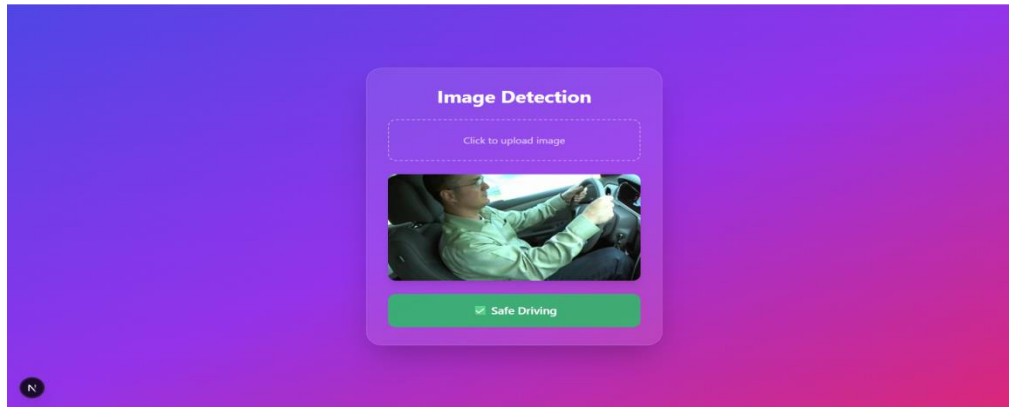 Image Detection
Click to upload image
✅ Safe Driving
N